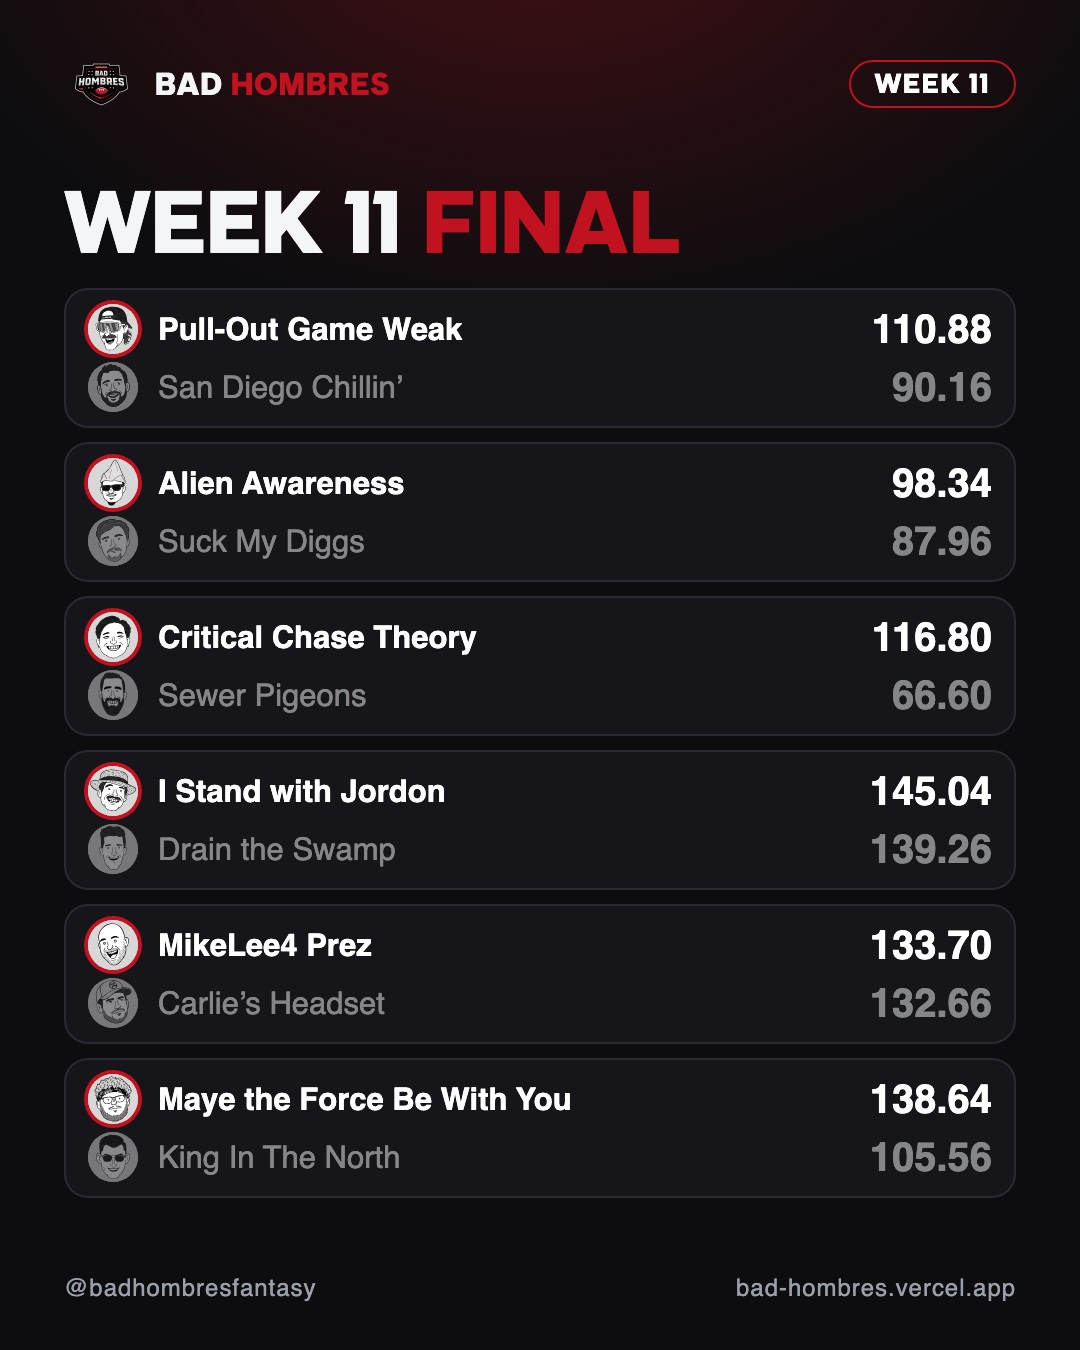 BAD HOMBRES
BAD HOMBRES
WEEK 11
WEEK 11 FINAL
Pull-Out Game Weak 110.88
San Diego Chillin’ 90.16
Alien Awareness 98.34
Suck My Diggs 87.96
Critical Chase Theory 116.80
Sewer Pigeons 66.60
I Stand with Jordon 145.04
Drain the Swamp 139.26
MikeLee4 Prez 133.70
Carlie’s Headset 132.66
Maye the Force Be With You 138.64
King In The North 105.56
@badhombresfantasy
bad-hombres.vercel.app